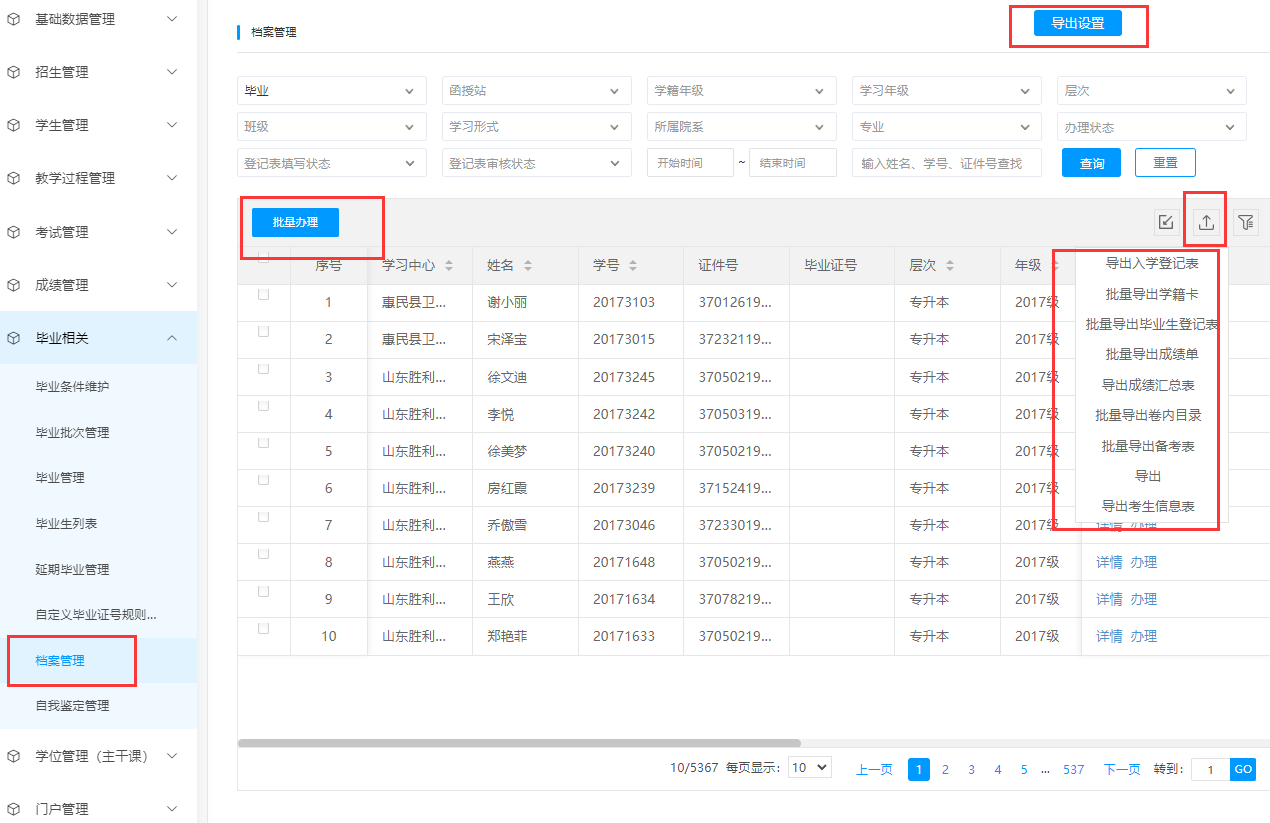 基础数据管理
招生管理
学生管理
教学过程管理
考试管理
成绩管理
毕业相关
毕业条件维护
毕业批次管理
毕业管理
毕业生列表
延期毕业管理
自定义毕业证号规则...
档案管理
自我鉴定管理
学位管理（主干课）
门户管理
档案管理 导出设置
毕业 函授站 学籍年级 学习年级 层次
班级 学习形式 所属院系 专业 办理状态
登记表填写状态 登记表审核状态 开始时间 ~ 结束时间 输入姓名、学号、证件号查找 查询 重置
批量办理
序号 学习中心 姓名 学号 证件号 毕业证号 层次 年级
1 惠民县卫... 谢小丽 20173103 37012619... 专升本 2017级
2 惠民县卫... 宋泽宝 20173015 37232119... 专升本 2017级
3 山东胜利... 徐文迪 20173245 37050219... 专升本 2017级
4 山东胜利... 李悦 20173242 37050319... 专升本 2017级
5 山东胜利... 徐美梦 20173240 37050219... 专升本 2017级
6 山东胜利... 房红霞 20173239 37152419... 专升本 2017级
7 山东胜利... 乔傲雪 20173046 37233019... 专升本 2017级 详情 办理
8 山东胜利... 燕燕 20171648 37050219... 专升本 2017级 详情 办理
9 山东胜利... 王欣 20171634 37078219... 专升本 2017级 详情 办理
10 山东胜利... 郑艳菲 20171633 37050219... 专升本 2017级 详情 办理
导出入学登记表
批量导出学籍卡
批量导出毕业生登记表
批量导出成绩单
导出成绩汇总表
批量导出卷内目录
批量导出备考表
导出
导出考生信息表
10/5367 每页显示: 10 上一页 1 2 3 4 5 ... 537 下一页 转到: 1 GO